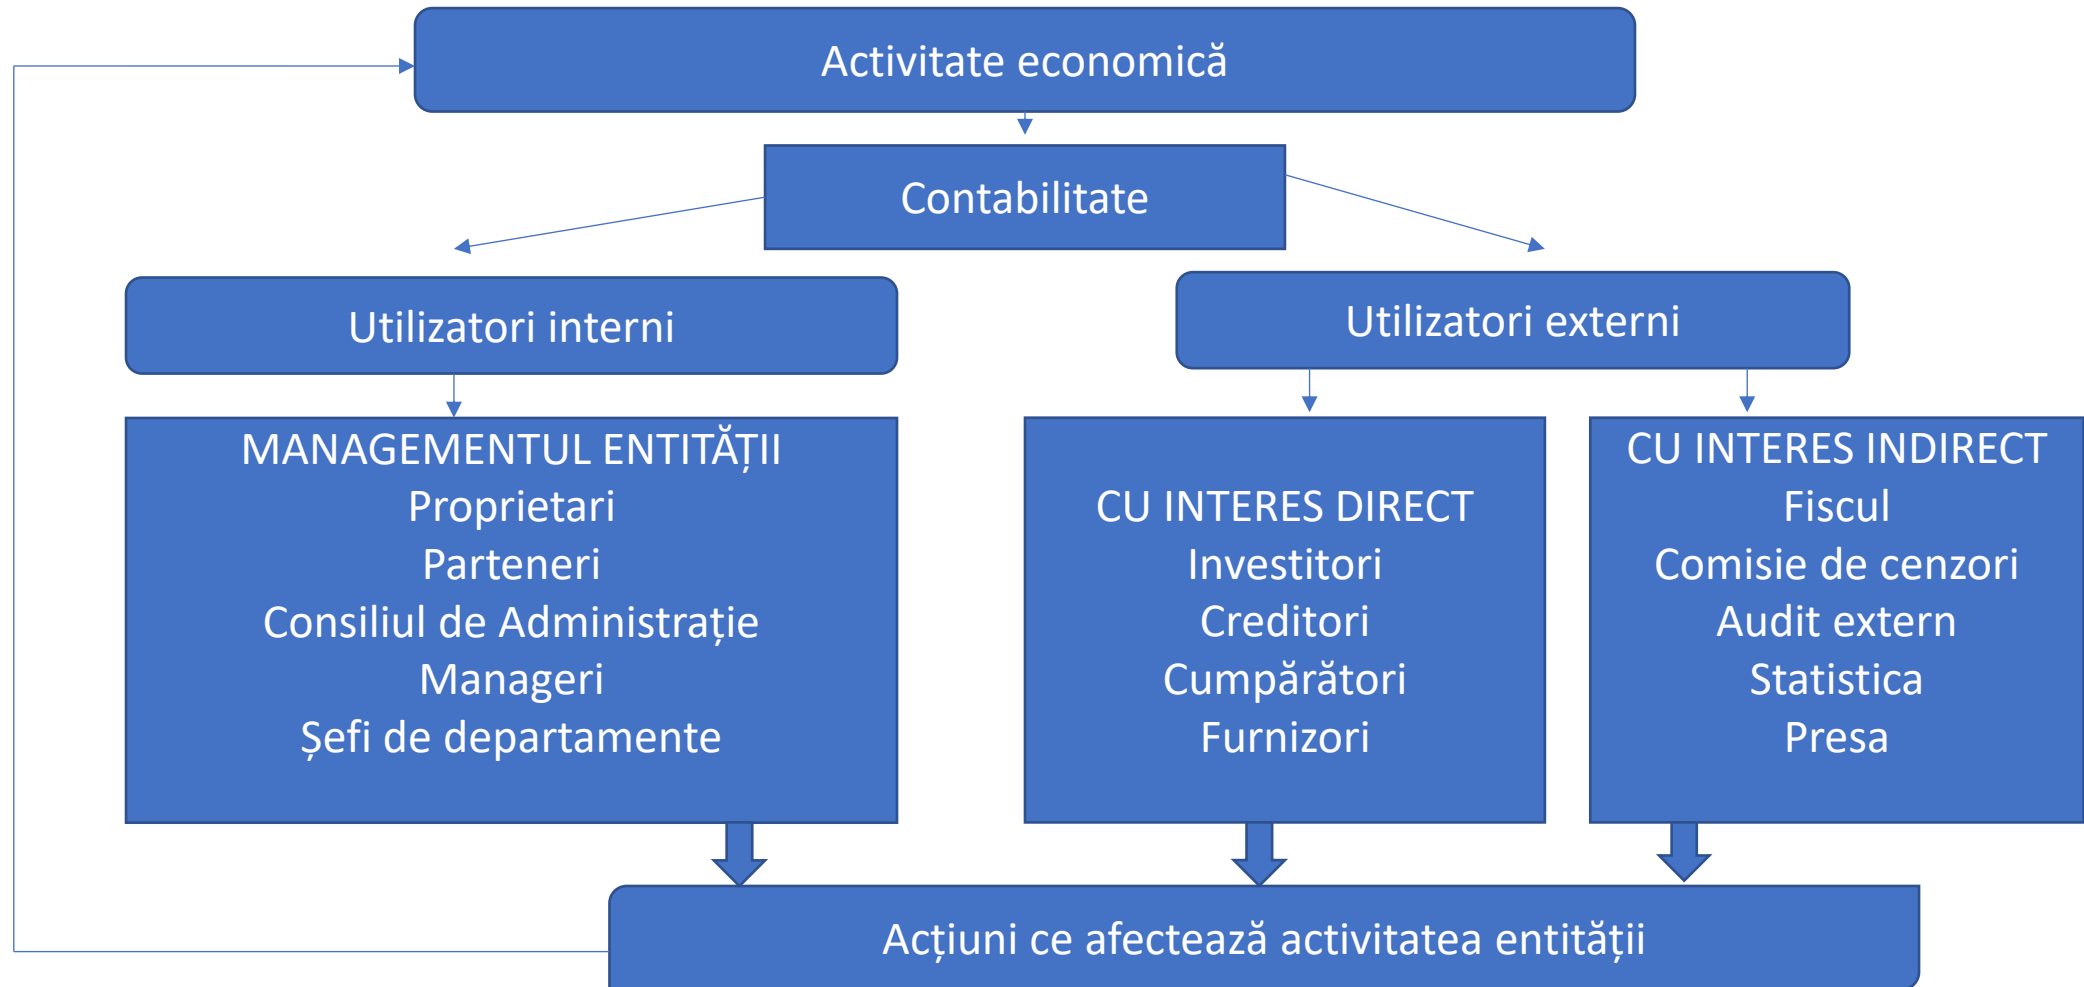 Activitate economică
Contabilitate
Utilizatori interni
Utilizatori externi
MANAGEMENTUL ENTITĂȚII
Proprietari
Parteneri
Consiliul de Administrație
Manageri
Șefi de departamente
CU INTERES DIRECT
Investitori
Creditori
Cumpărători
Furnizori
CU INTERES INDIRECT
Fiscul
Comisie de cenzori
Audit extern
Statistica
Presa
Acțiuni ce afectează activitatea entității